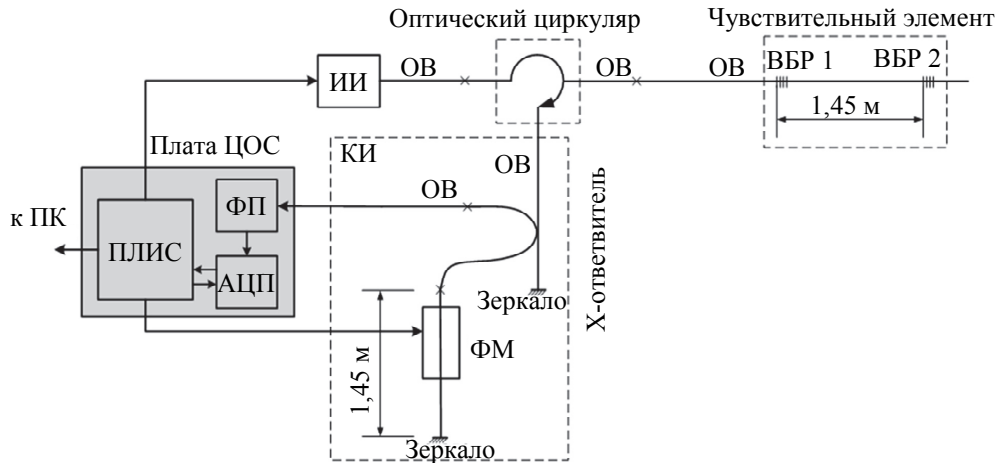 Оптический циркуляр
Чувствительный элемент
ИИ
ОВ
ОВ
ОВ
ВБР 1
ВБР 2
1,45 м
Плата ЦОС
КИ
ОВ
ОВ
ФП
к ПК
ПЛИС
АЦП
Зеркало
Х-ответвитель
ФМ
1,45 м
Зеркало